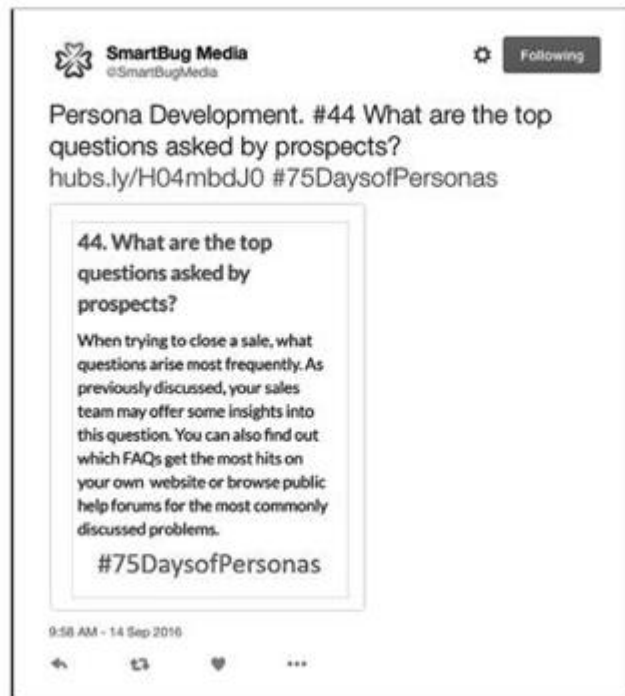 SmartBug Media
@SmartBugMedia
Following
Persona Development. #44 What are the top
questions asked by prospects?
hubs.ly/H04mbdJ0 #75DaysofPersonas
44. What are the top
questions asked by
prospects?
When trying to close a sale, what
questions arise most frequently. As
previously discussed, your sales
team may offer some insights into
this question. You can also find out
which FAQs get the most hits on
your own website or browse public
help forums for the most commonly
discussed problems.
#75DaysofPersonas
9:58 AM - 14 Sep 2016